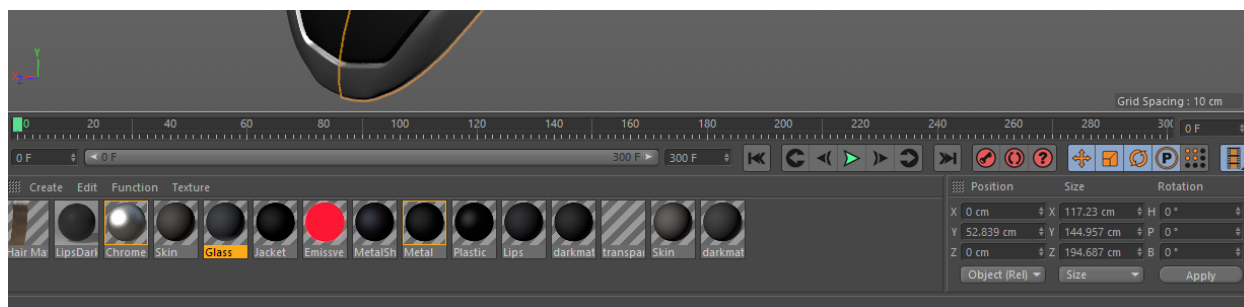 Y
X
Z
Grid Spacing : 10 cm
0 20 40 60 80 100 120 140 160 180 200 220 240 260 280 300 0 F
0 F 0 F 300 F 300 F P
Create Edit Function Texture Position Size Rotation
X 0 cm X 117.23 cm H 0 °
Y 52.839 cm Y 144.957 cm P 0 °
Z 0 cm Z 194.687 cm B 0 °
Hair Ma LipsDark Chrome Skin Glass Jacket Emissve MetalSh Metal Plastic Lips darkmat transpar Skin darkmat
Object (Rel) Size Apply